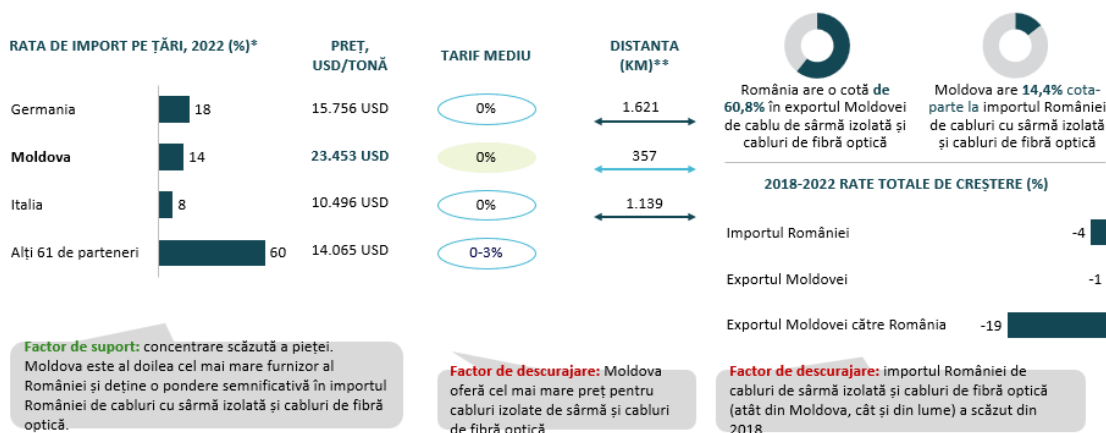 RATA DE IMPORT PE ȚĂRI, 2022 (%)*
PREȚ,
USD/TONĂ
TARIF MEDIU
DISTANTA
(KM)**
Germania
18
15.756 USD
0%
1.621
Moldova
14
23.453 USD
0%
357
Italia
8
10.496 USD
0%
1.139
Alți 61 de parteneri
60
14.065 USD
0-3%
România are o cotă de
60,8% în exportul Moldovei
de cablu de sârmă izolată și
cabluri de fibră optică
Moldova are 14,4% cota-
parte la importul României
de cabluri cu sârmă izolată
și cabluri de fibră optică
2018-2022 RATE TOTALE DE CREȘTERE (%)
Importul României
-4
Exportul Moldovei
-1
Exportul Moldovei către România
-19
Factor de suport: concentrare scăzută a pieței.
Moldova este al doilea cel mai mare furnizor al
României și deține o pondere semnificativă în importul
României de cabluri cu sârmă izolată și cabluri de fibră
optică.
Factor de descurajare: Moldova
oferă cel mai mare preț pentru
cabluri izolate de sârmă și cabluri
de fibră optică
Factor de descurajare: importul României de
cabluri de sârmă izolată și cabluri de fibră optică
(atât din Moldova, cât și din lume) a scăzut din
2018